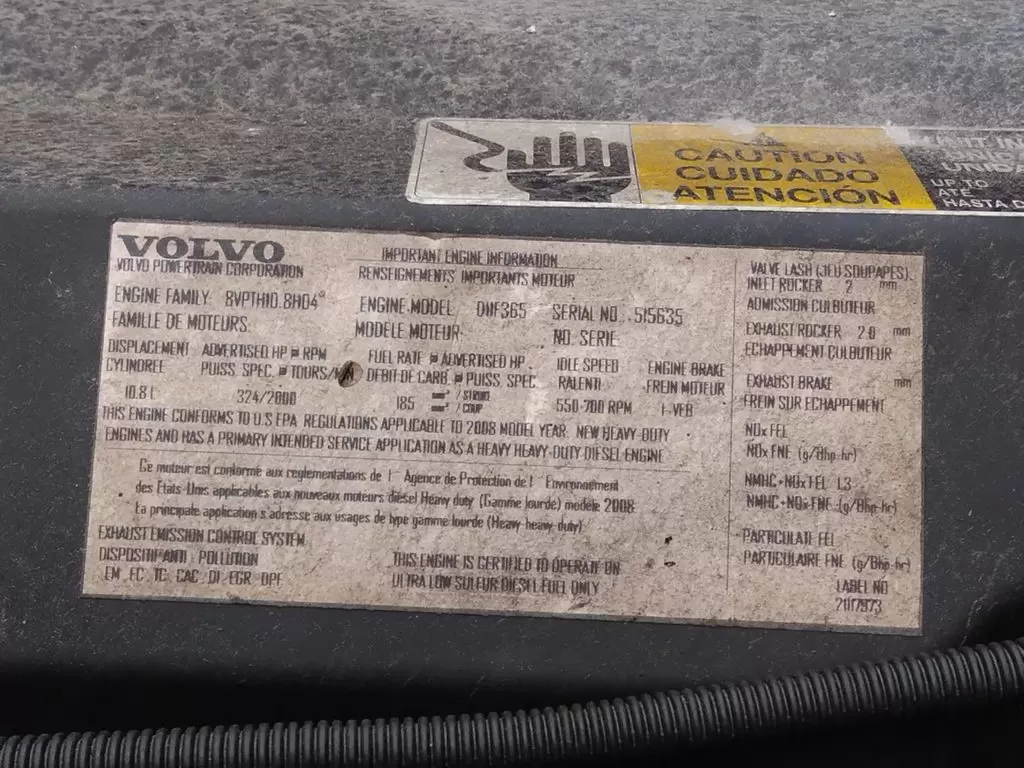 CAUTION
CUIDADO
ATENCIÓN
UP TO
ATÉ
HASTA
VOLVO
VOLVO POWERTRAIN CORPORATION
IMPORTANT ENGINE INFORMATION
RENSEIGNEMENTS IMPORTANTS MOTEUR
ENGINE FAMILY: 8VPTH10.8H04
ENGINE MODEL D11F365 SERIAL NO. 515635
FAMILLE DE MOTEURS:
MODELE MOTEUR: NO. SERIE:
DISPLACEMENT ADVERTISED HP RPM FUEL RATE ADVERTISED HP IDLE SPEED ENGINE BRAKE
CYLINDREE PUISS. SPEC. TOURS/ DEBIT DE CARB. PUISS. SPEC RALENTI FREIN MOTEUR
10.8 L 324/2000 185 / STROKE / COUP 550-700 RPM VEB
THIS ENGINE CONFORMS TO U.S EPA REGULATIONS APPLICABLE TO 2008 MODEL YEAR NEW HEAVY-DUTY
ENGINES AND HAS A PRIMARY INTENDED SERVICE APPLICATION AS A HEAVY HEAVY-DUTY DIESEL ENGINE
Ce moteur est conforme aux reglementations de l' Agence de Protection de l' Environnement
des Etats-Unis applicables aux nouveaux moteurs diesel Heavy duty (Gamme lourde) modele 2008.
La principale application s'adresse aux usages de type gamme lourde (Heavy heavy duty).
EXHAUST EMISSION CONTROL SYSTEM
DISPOSITIF ANTI - POLLUTION
EM, EC, TC, CAC, DI, EGR, DPF
THIS ENGINE IS CERTIFIED TO OPERATE ON
ULTRA LOW SULFUR DIESEL FUEL ONLY
VALVE LASH (JEU SOUPAPES)
INLET ROCKER 2 mm
ADMISSION CULBUTEUR
EXHAUST ROCKER 2.0 mm
ECHAPPEMENT CULBUTEUR
EXHAUST BRAKE mm
FREIN SUR ECHAPPEMENT
NOx FEL
NOx FNE (g/Bhp-hr)
NMHC+NOx FEL 1.3
NMHC+NOx FNE (g/Bhp-hr)
PARTICULATE FEL
PARTICULAIRE FNE (g/Bhp-hr)
LABEL NO